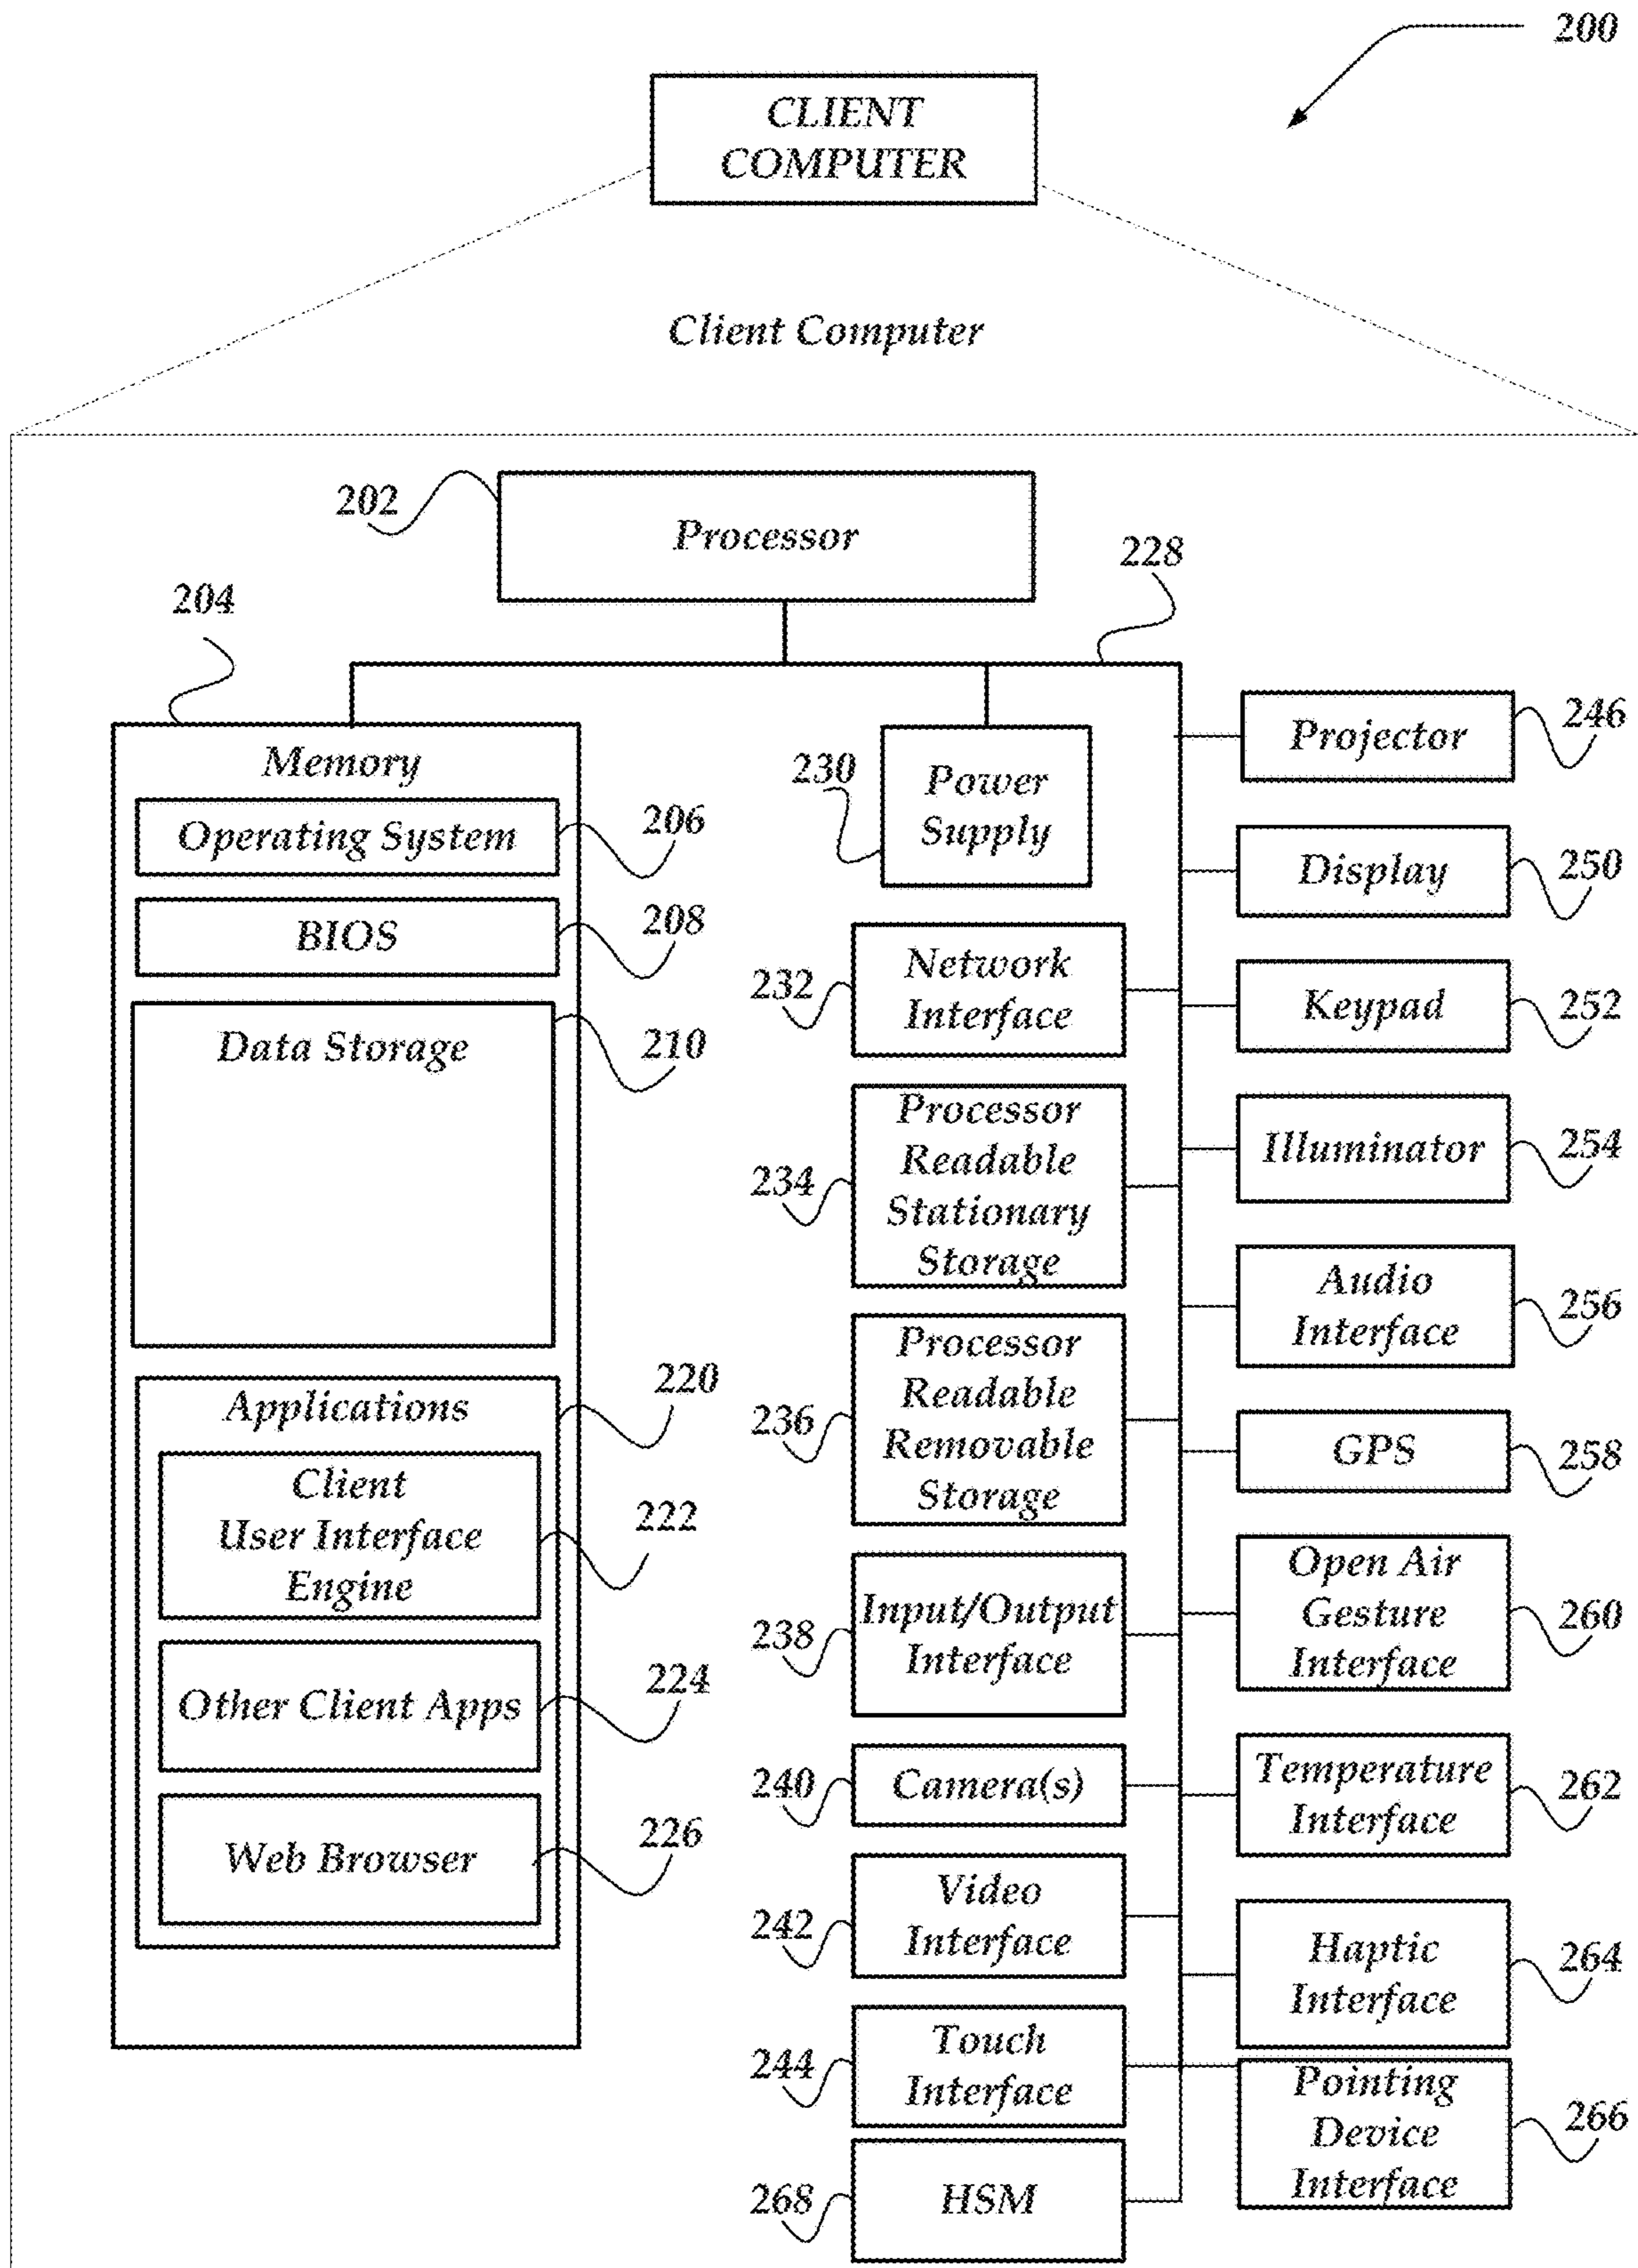 200
CLIENT
COMPUTER
Client Computer
202
Processor
228
204
Memory
Operating System
206
BIOS
208
Data Storage
210
Applications
220
Client
User Interface
Engine
222
Other Client Apps
224
Web Browser
226
230
Power
Supply
232
Network
Interface
234
Processor
Readable
Stationary
Storage
236
Processor
Readable
Removable
Storage
238
Input/Output
Interface
240
Camera(s)
242
Video
Interface
244
Touch
Interface
268
HSM
Projector
246
Display
250
Keypad
252
Illuminator
254
Audio
Interface
256
GPS
258
Open Air
Gesture
Interface
260
Temperature
Interface
262
Haptic
Interface
264
Pointing
Device
Interface
266